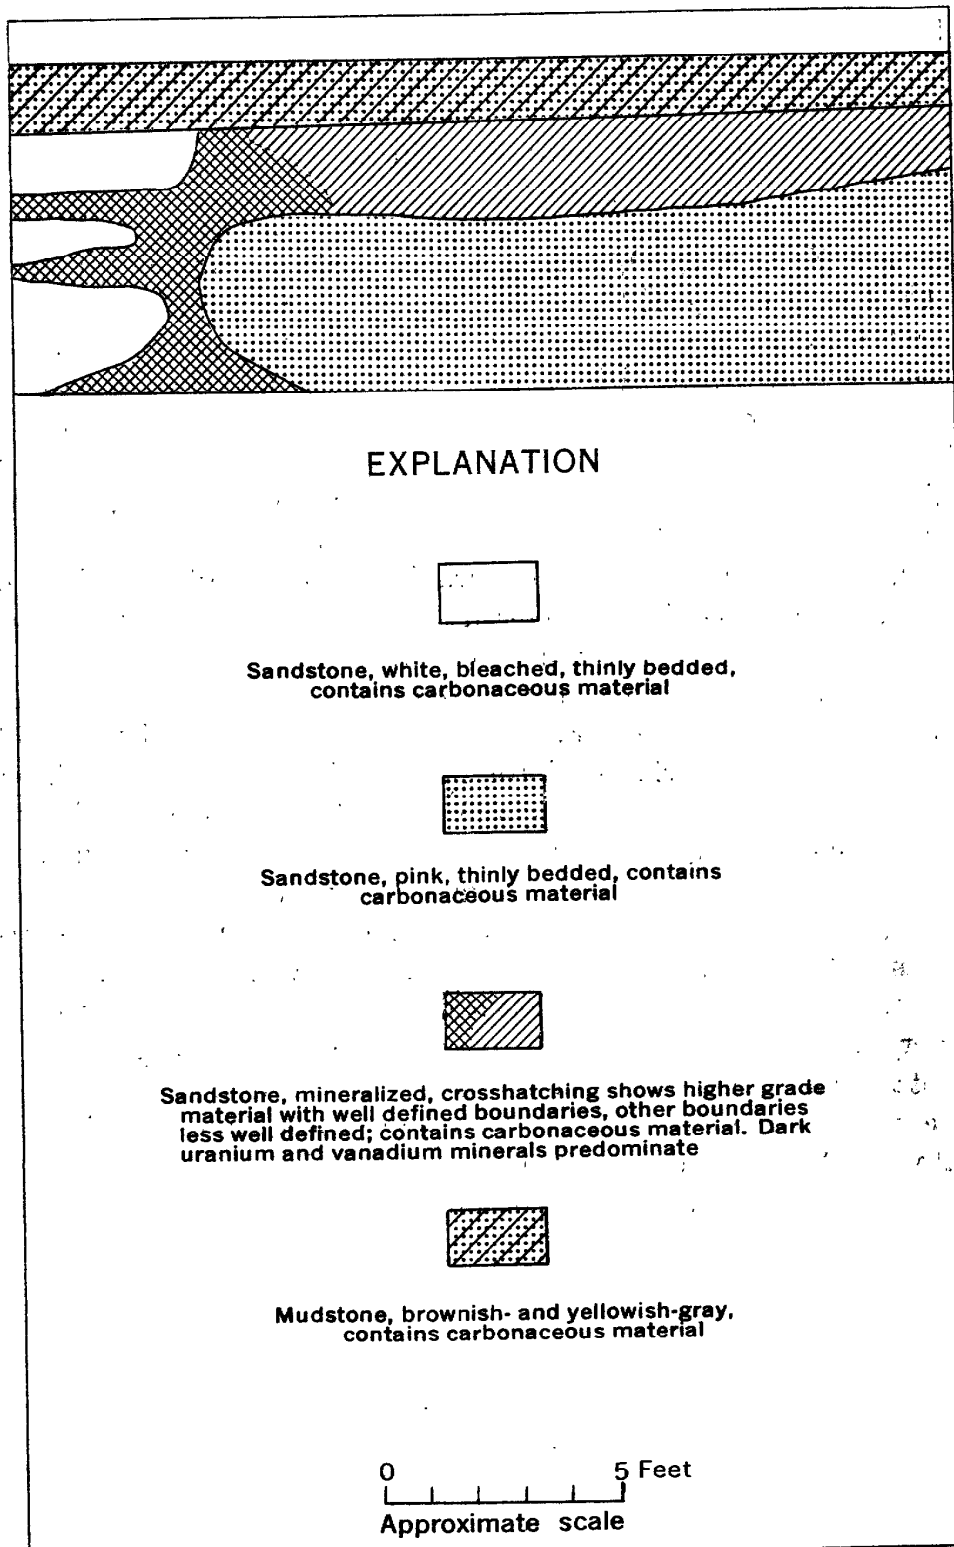 EXPLANATION
Sandstone, white, bleached, thinly bedded,
contains carbonaceous material
Sandstone, pink, thinly bedded, contains
carbonaceous material
Sandstone, mineralized, crosshatching shows higher grade
material with well defined boundaries, other boundaries
less well defined; contains carbonaceous material. Dark
uranium and vanadium minerals predominate
Mudstone, brownish- and yellowish-gray,
contains carbonaceous material
0 5 Feet
Approximate scale